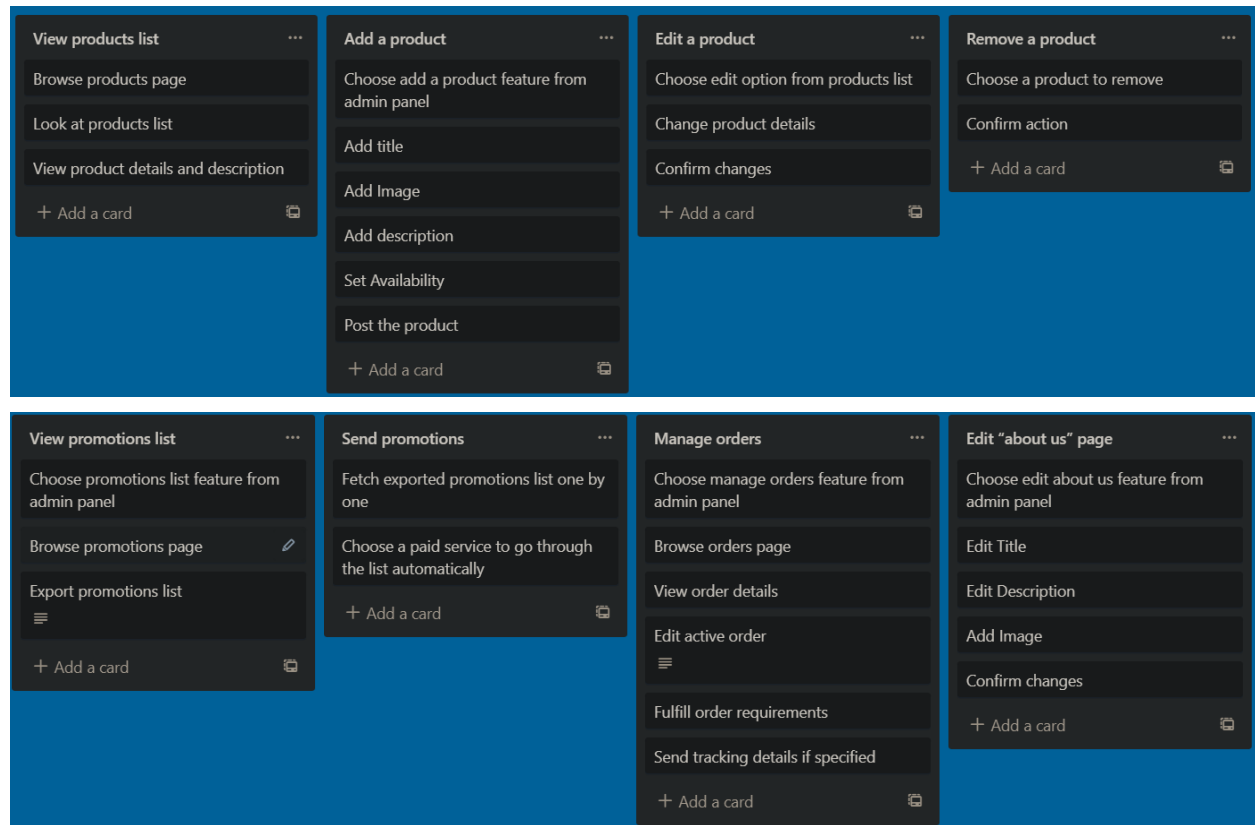 View products list
Browse products page
Look at products list
View product details and description
+ Add a card
Add a product
Choose add a product feature from
admin panel
Add title
Add Image
Add description
Set Availability
Post the product
+ Add a card
Edit a product
Choose edit option from products list
Change product details
Confirm changes
+ Add a card
Remove a product
Choose a product to remove
Confirm action
+ Add a card
View promotions list
Choose promotions list feature from
admin panel
Browse promotions page
Export promotions list
+ Add a card
Send promotions
Fetch exported promotions list one by
one
Choose a paid service to go through
the list automatically
+ Add a card
Manage orders
Choose manage orders feature from
admin panel
Browse orders page
View order details
Edit active order
Fulfill order requirements
Send tracking details if specified
+ Add a card
Edit “about us” page
Choose edit about us feature from
admin panel
Edit Title
Edit Description
Add Image
Confirm changes
+ Add a card